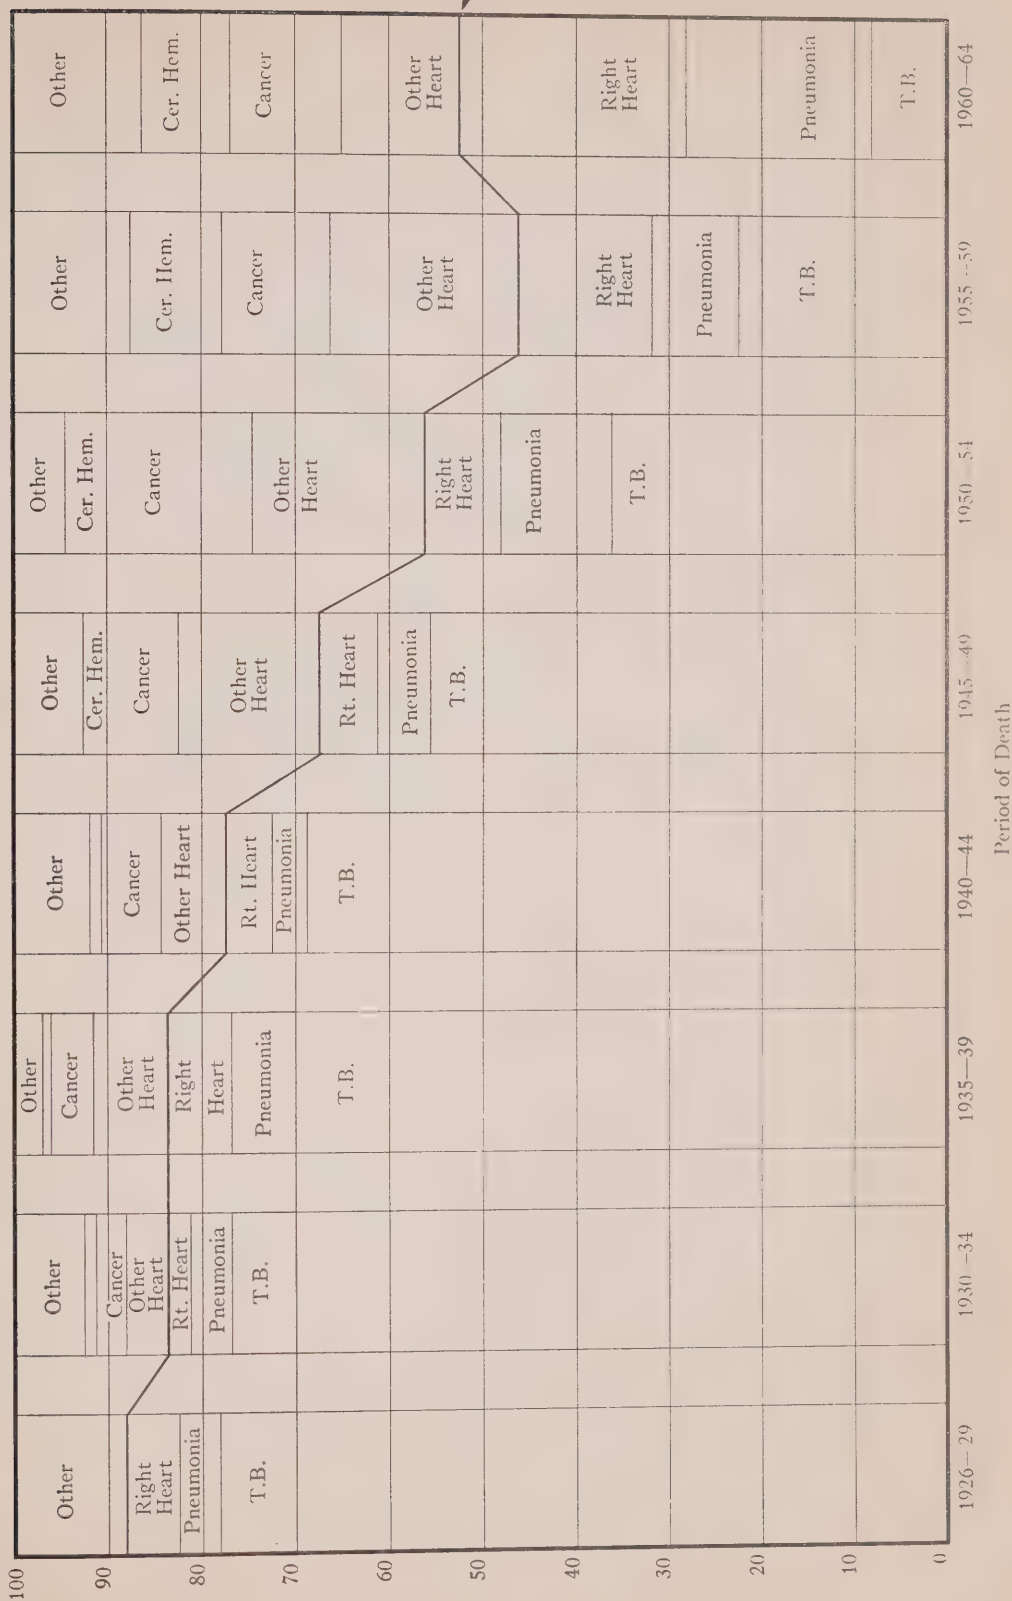 100
90
80
70
60
50
40
30
20
10
0
Other
Right
Heart
Pneumonia
T.B.
1926–29
Other
Cancer
Other
Heart
Rt. Heart
Pneumonia
T.B.
1930–34
Other
Cancer
Other
Heart
Right
Heart
Pneumonia
T.B.
1935–39
Other
Cancer
Other Heart
Rt. Heart
Pneumonia
T.B.
1940–44
Other
Cer. Hem.
Cancer
Other
Heart
Rt. Heart
Pneumonia
T.B.
1945–49
Other
Cer. Hem.
Cancer
Other
Heart
Right
Heart
Pneumonia
T.B.
1950–54
Other
Cer. Hem.
Cancer
Other
Heart
Right
Heart
Pneumonia
T.B.
1955–59
Other
Cer. Hem.
Cancer
Other
Heart
Right
Heart
Pneumonia
T.B.
1960–64
Period of Death